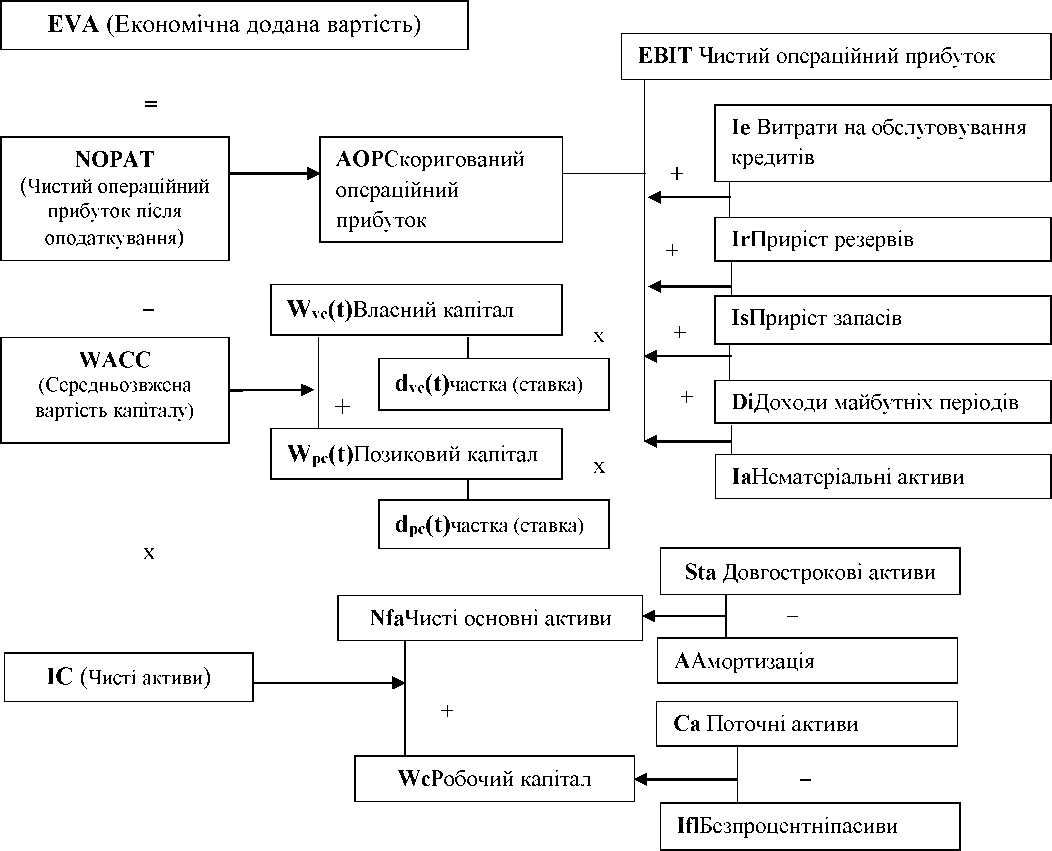 EVA (Економічна додана вартість)
=
NOPAT
(Чистий операційний
прибуток після
оподаткування)
AOPСкоригований
операційний
прибуток
EBIT Чистий операційний прибуток
Ie Витрати на обслуговування
кредитів
+
IrПриріст резервів
+
IsПриріст запасів
+
DiДоходи майбутніх періодів
+
IaНематеріальні активи
–
WACC
(Середньозвжена
вартість капіталу)
Wvc(t)Власний капітал
x
dvc(t)частка (ставка)
+
Wpc(t)Позиковий капітал
x
dpc(t)частка (ставка)
x
IC (Чисті активи)
NfaЧисті основні активи
Sta Довгострокові активи
–
AАмортизація
+
WcРобочий капітал
Ca Поточні активи
–
IflБезпроцентніпасиви